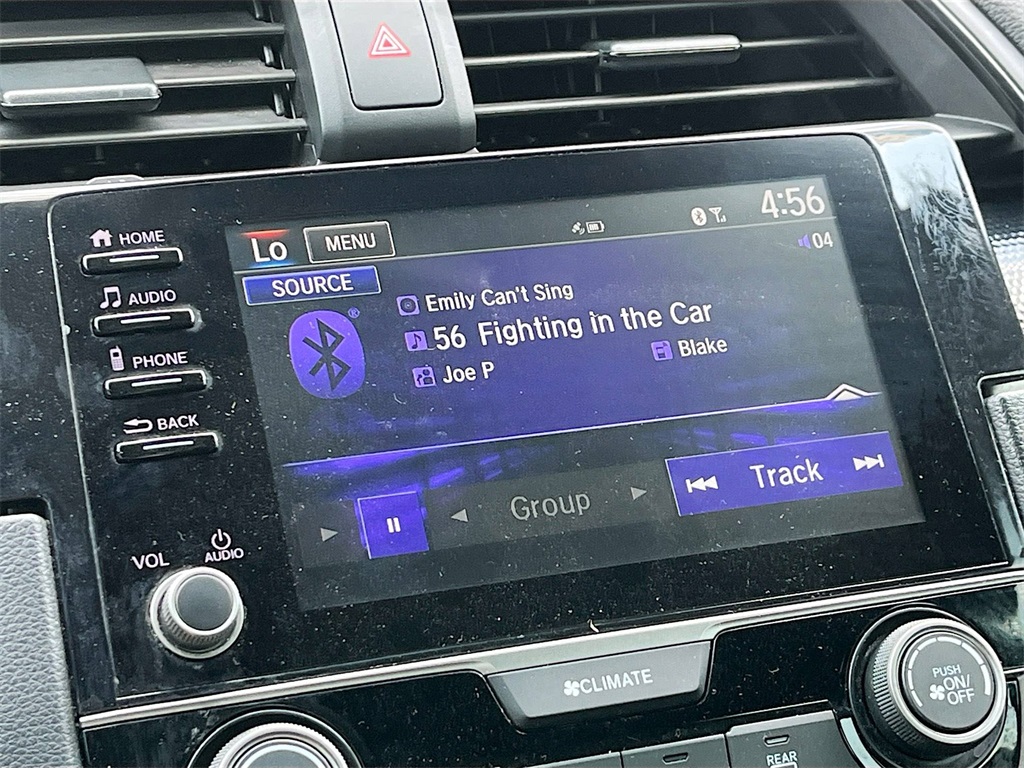 HOME
AUDIO
PHONE
BACK
VOL
AUDIO
Lo MENU
4:56
SOURCE
04
Emily Can't Sing
56 Fighting in the Car
Joe P
Blake
Group
Track
CLIMATE
PUSH
ON/
OFF
REAR